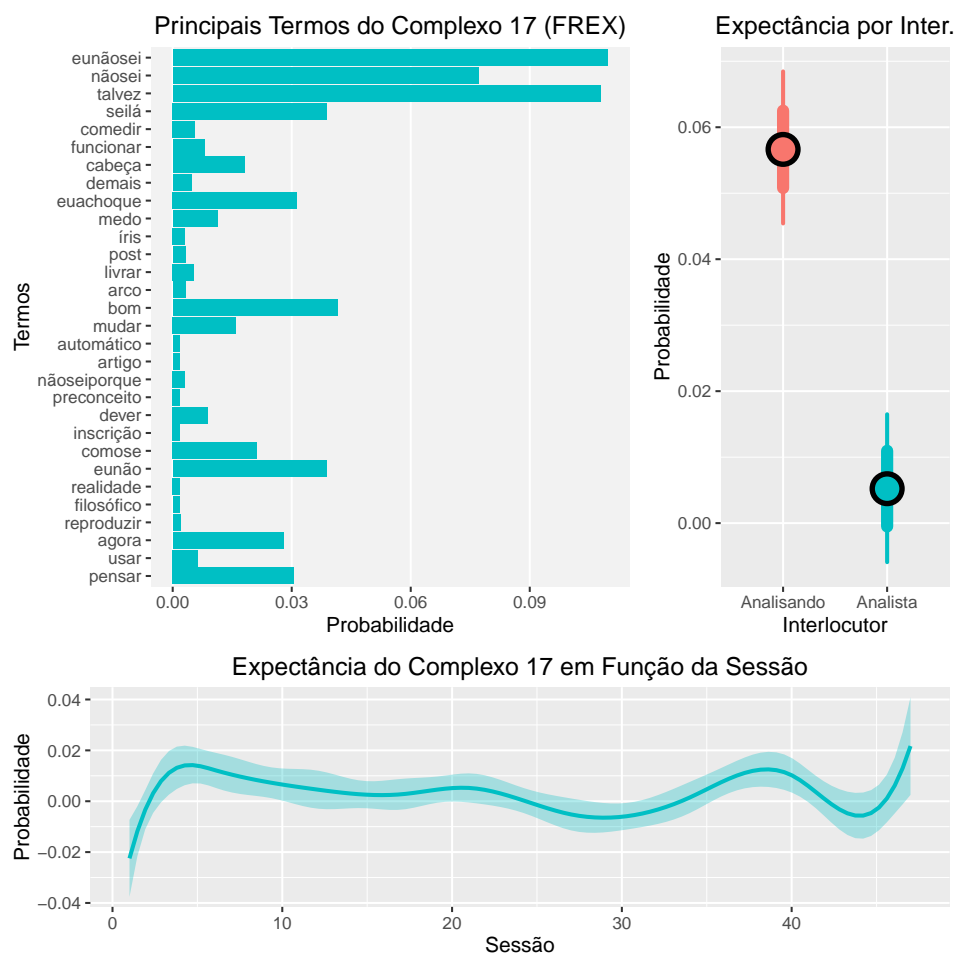 Principais Termos do Complexo 17 (FREX)
Termos
eunãosei
nãosei
talvez
seilá
comedir
funcionar
cabeça
demais
euachoque
medo
íris
post
livrar
arco
bom
mudar
automático
artigo
nãoseiporque
preconceito
dever
inscrição
comose
eunão
realidade
filosófico
reproduzir
agora
usar
pensar
0.00 0.03 0.06 0.09
Probabilidade
Expectância por Inter.
Probabilidade
0.06
0.04
0.02
0.00
Analisando Analista
Interlocutor
Expectância do Complexo 17 em Função da Sessão
Probabilidade
0.04
0.02
0.00
−0.02
−0.04
0 10 20 30 40
Sessão